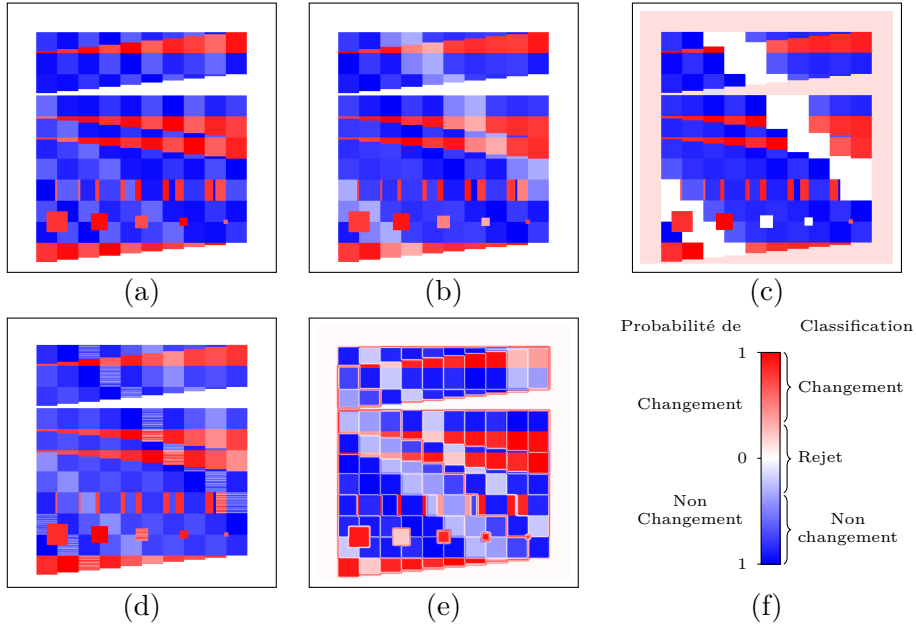 (a)
(b)
(c)
Probabilité de
Classification
1
Changement
Changement
0
Rejet
Non
Changement
Non
changement
1
(d)
(e)
(f)